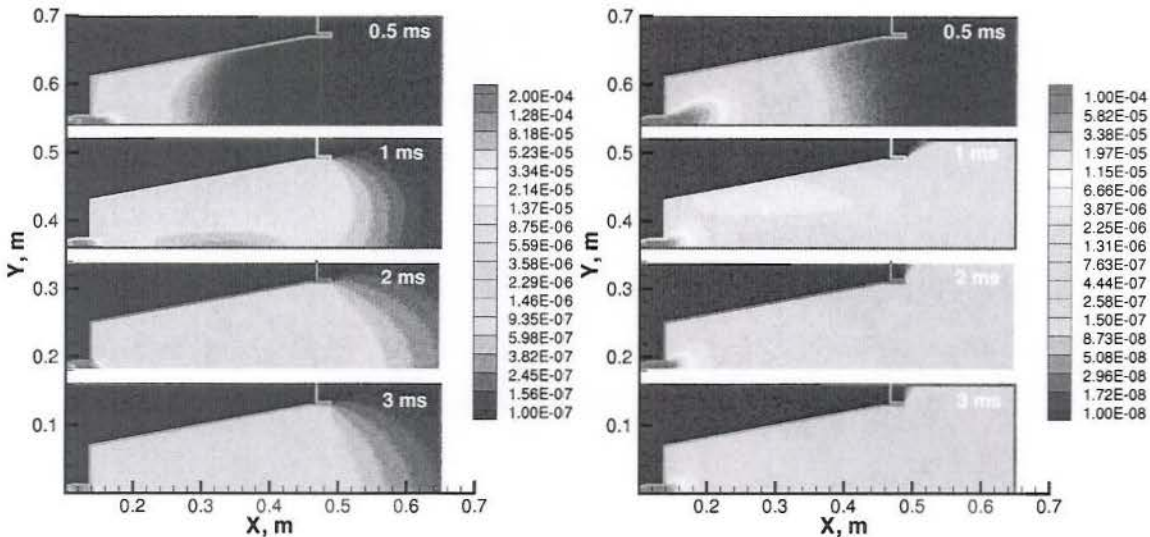 0.7
0.5 ms
0.6
0.5
1 ms
0.4
Y, m
0.3
2 ms
0.2
3 ms
0.1
0.2 0.3 0.4 0.5 0.6 0.7
X, m
2.00E-04
1.28E-04
8.18E-05
5.23E-05
3.34E-05
2.14E-05
1.37E-05
8.75E-06
5.59E-06
3.58E-06
2.29E-06
1.46E-06
9.35E-07
5.98E-07
3.82E-07
2.45E-07
1.56E-07
1.00E-07
0.7
0.5 ms
0.6
0.5
1 ms
0.4
Y, m
0.3
2 ms
0.2
3 ms
0.1
0.2 0.3 0.4 0.5 0.6 0.7
X, m
1.00E-04
5.82E-05
3.38E-05
1.97E-05
1.15E-05
6.66E-06
3.87E-06
2.25E-06
1.31E-06
7.63E-07
4.44E-07
2.58E-07
1.50E-07
8.73E-08
5.08E-08
2.96E-08
1.72E-08
1.00E-08